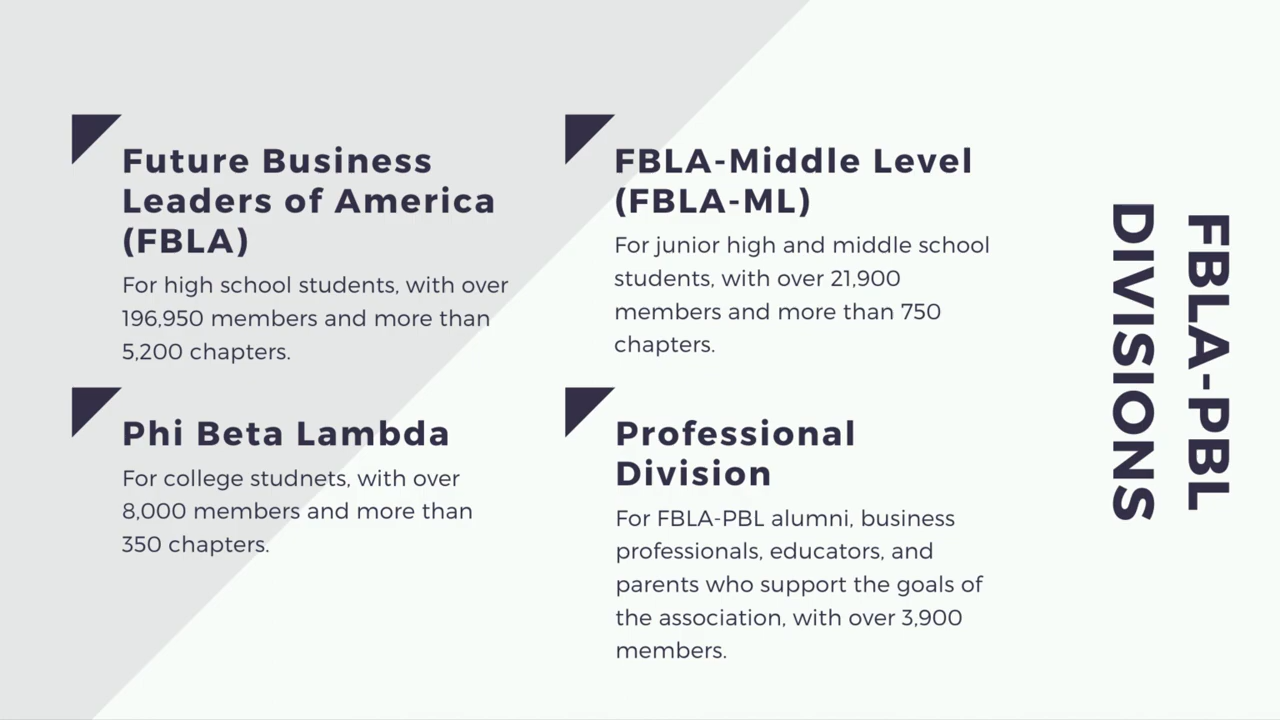 Future Business
Leaders of America
(FBLA)
For high school students, with over
196,950 members and more than
5,200 chapters.
FBLA-Middle Level
(FBLA-ML)
For junior high and middle school
students, with over 21,900
members and more than 750
chapters.
Phi Beta Lambda
For college studnets, with over
8,000 members and more than
350 chapters.
Professional
Division
For FBLA-PBL alumni, business
professionals, educators, and
parents who support the goals of
the association, with over 3,900
members.
FBLA-PBL
DIVISIONS